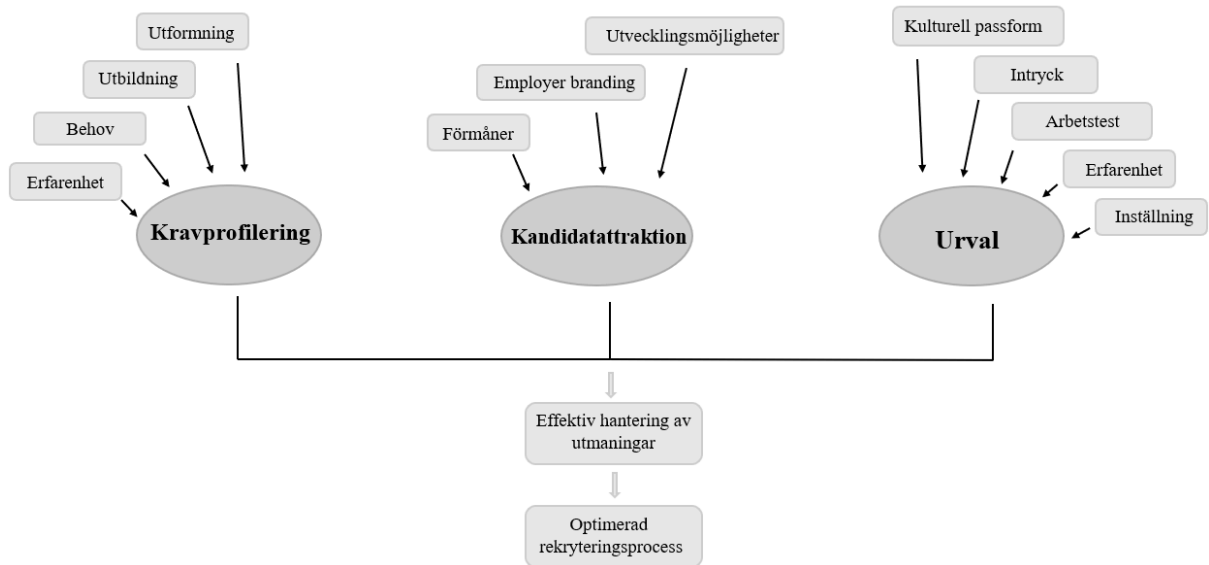 Utformning
Utbildning
Behov
Erfarenhet
Kravprofilering
Utvecklingsmöjligheter
Employer branding
Förmåner
Kandidatattraktion
Kulturell passform
Intryck
Arbetstest
Erfarenhet
Inställning
Urval
Effektiv hantering av
utmaningar
Optimerad
rekryteringsprocess